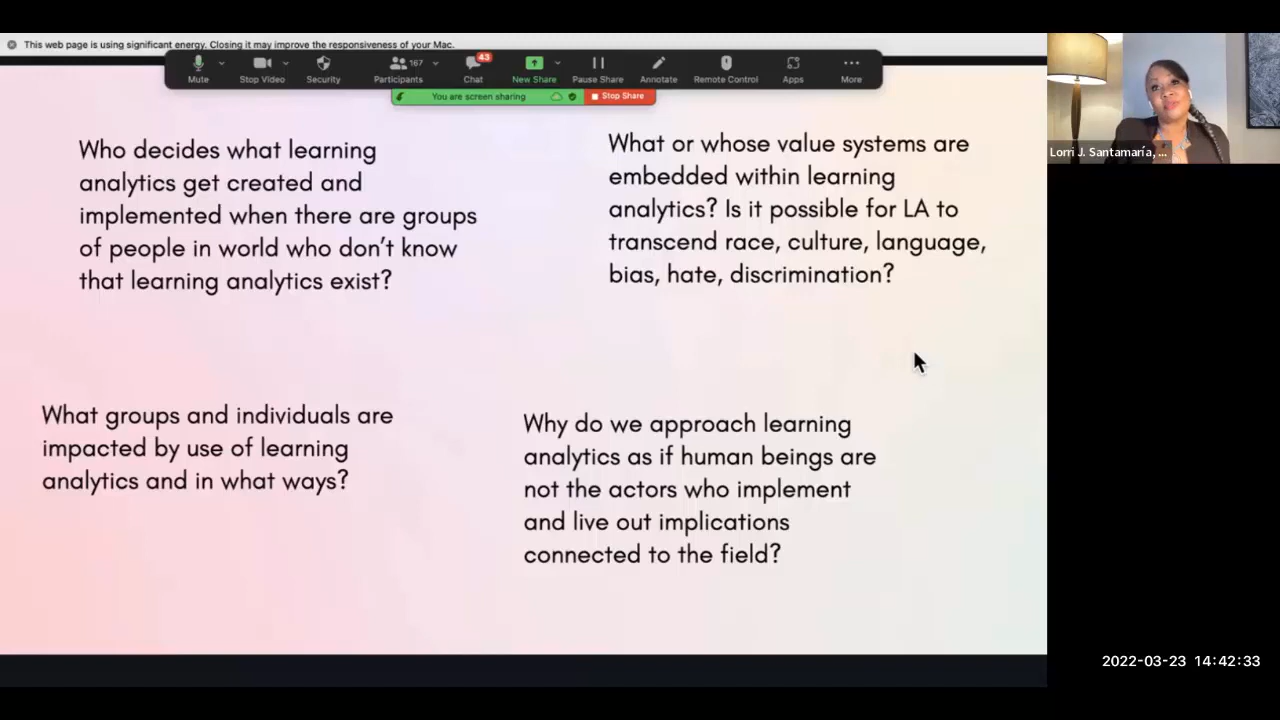 This web page is using significant energy. Closing it may improve the responsiveness of your Mac.
Mute
Stop Video
Security
167
Participants
43
Chat
New Share
Pause Share
Annotate
Remote Control
Apps
More
You are screen sharing
Stop Share
Lorri J. Santamaría, ...
Who decides what learning
analytics get created and
implemented when there are groups
of people in world who don’t know
that learning analytics exist?
What or whose value systems are
embedded within learning
analytics? Is it possible for LA to
transcend race, culture, language,
bias, hate, discrimination?
What groups and individuals are
impacted by use of learning
analytics and in what ways?
Why do we approach learning
analytics as if human beings are
not the actors who implement
and live out implications
connected to the field?
2022-03-23 14:42:33